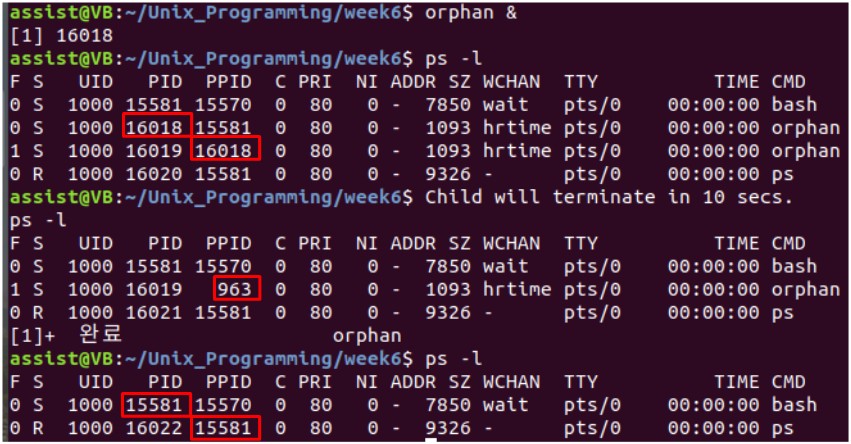 assist@VB:~/Unix_Programming/week6$ orphan &
[1] 16018
assist@VB:~/Unix_Programming/week6$ ps -l
F S   UID   PID  PPID  C PRI  NI ADDR SZ WCHAN  TTY          TIME CMD
0 S  1000 15581 15570  0  80   0 -  7850 wait   pts/0    00:00:00 bash
0 S  1000 16018 15581  0  80   0 -  1093 hrtime pts/0    00:00:00 orphan
1 S  1000 16019 16018  0  80   0 -  1093 hrtime pts/0    00:00:00 orphan
0 R  1000 16020 15581  0  80   0 -  9326 -      pts/0    00:00:00 ps
assist@VB:~/Unix_Programming/week6$ Child will terminate in 10 secs.
ps -l
F S   UID   PID  PPID  C PRI  NI ADDR SZ WCHAN  TTY          TIME CMD
0 S  1000 15581 15570  0  80   0 -  7850 wait   pts/0    00:00:00 bash
1 S  1000 16019   963  0  80   0 -  1093 hrtime pts/0    00:00:00 orphan
0 R  1000 16021 15581  0  80   0 -  9326 -      pts/0    00:00:00 ps
[1]+  완료                  orphan
assist@VB:~/Unix_Programming/week6$ ps -l
F S   UID   PID  PPID  C PRI  NI ADDR SZ WCHAN  TTY          TIME CMD
0 S  1000 15581 15570  0  80   0 -  7850 wait   pts/0    00:00:00 bash
0 R  1000 16022 15581  0  80   0 -  9326 -      pts/0    00:00:00 ps